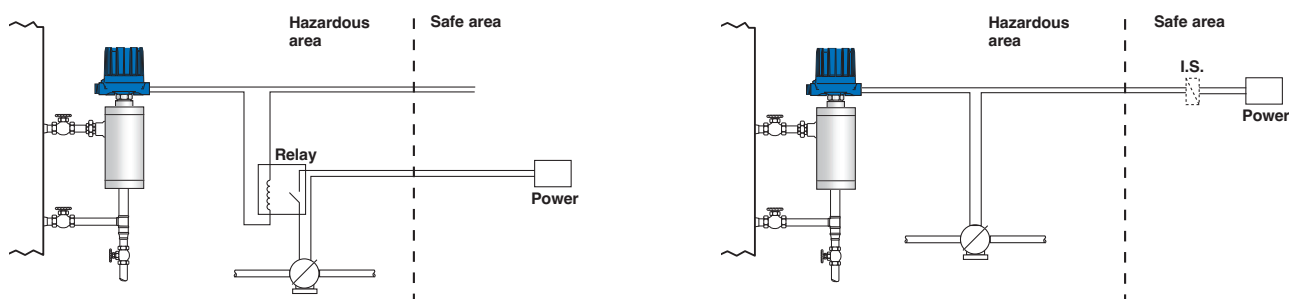 Hazardous
area
Safe area
Relay
Power
Hazardous
area
Safe area
I.S.
Power